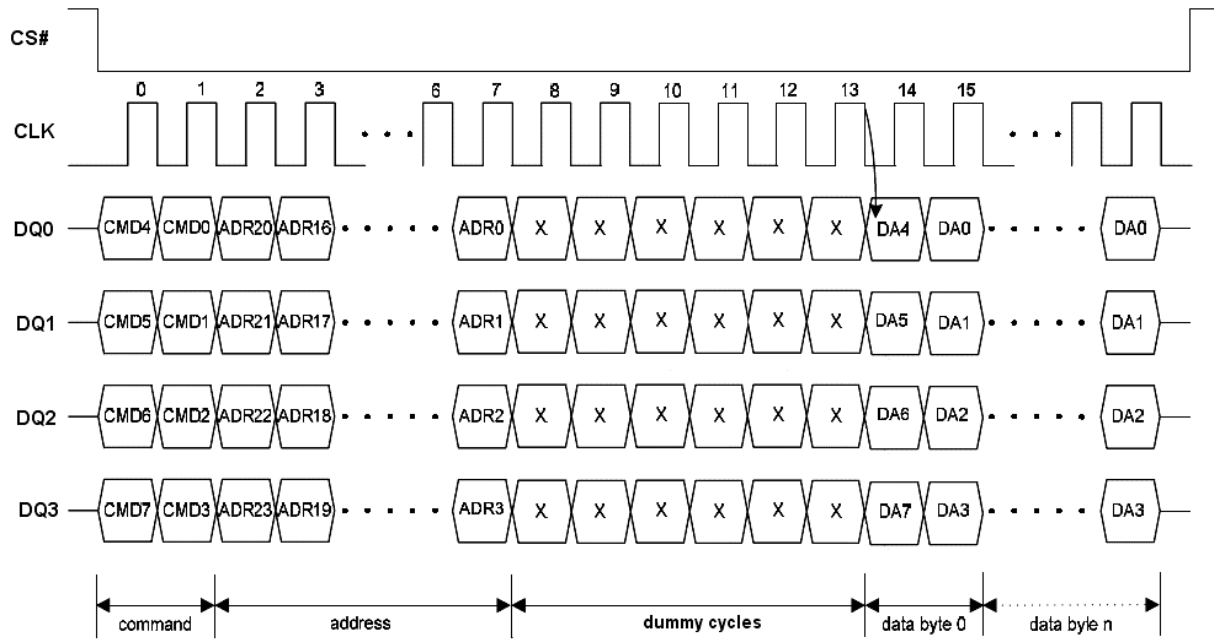 CS#
0 1 2 3 6 7 8 9 10 11 12 13 14 15
CLK
DQ0 CMD4 CMD0 ADR20 ADR16 ADR0 X X X X X X DA4 DA0 DA0
DQ1 CMD5 CMD1 ADR21 ADR17 ADR1 X X X X X X DA5 DA1 DA1
DQ2 CMD6 CMD2 ADR22 ADR18 ADR2 X X X X X X DA6 DA2 DA2
DQ3 CMD7 CMD3 ADR23 ADR19 ADR3 X X X X X X DA7 DA3 DA3
command address dummy cycles data byte 0 data byte n